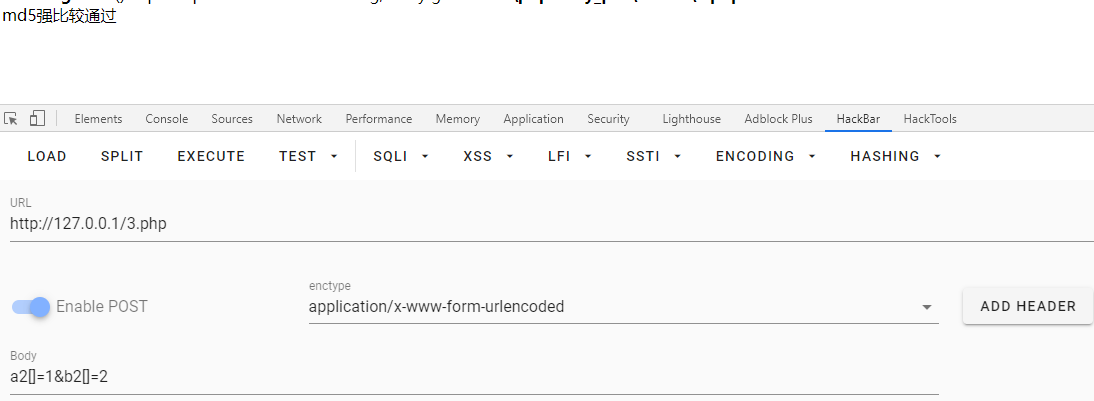 md5强比较通过
Elements Console Sources Network Performance Memory Application Security Lighthouse Adblock Plus HackBar HackTools
LOAD SPLIT EXECUTE TEST SQLI XSS LFI SSTI ENCODING HASHING
URL
http://127.0.0.1/3.php
Enable POST
enctype
application/x-www-form-urlencoded
ADD HEADER
Body
a2[]=1&b2[]=2